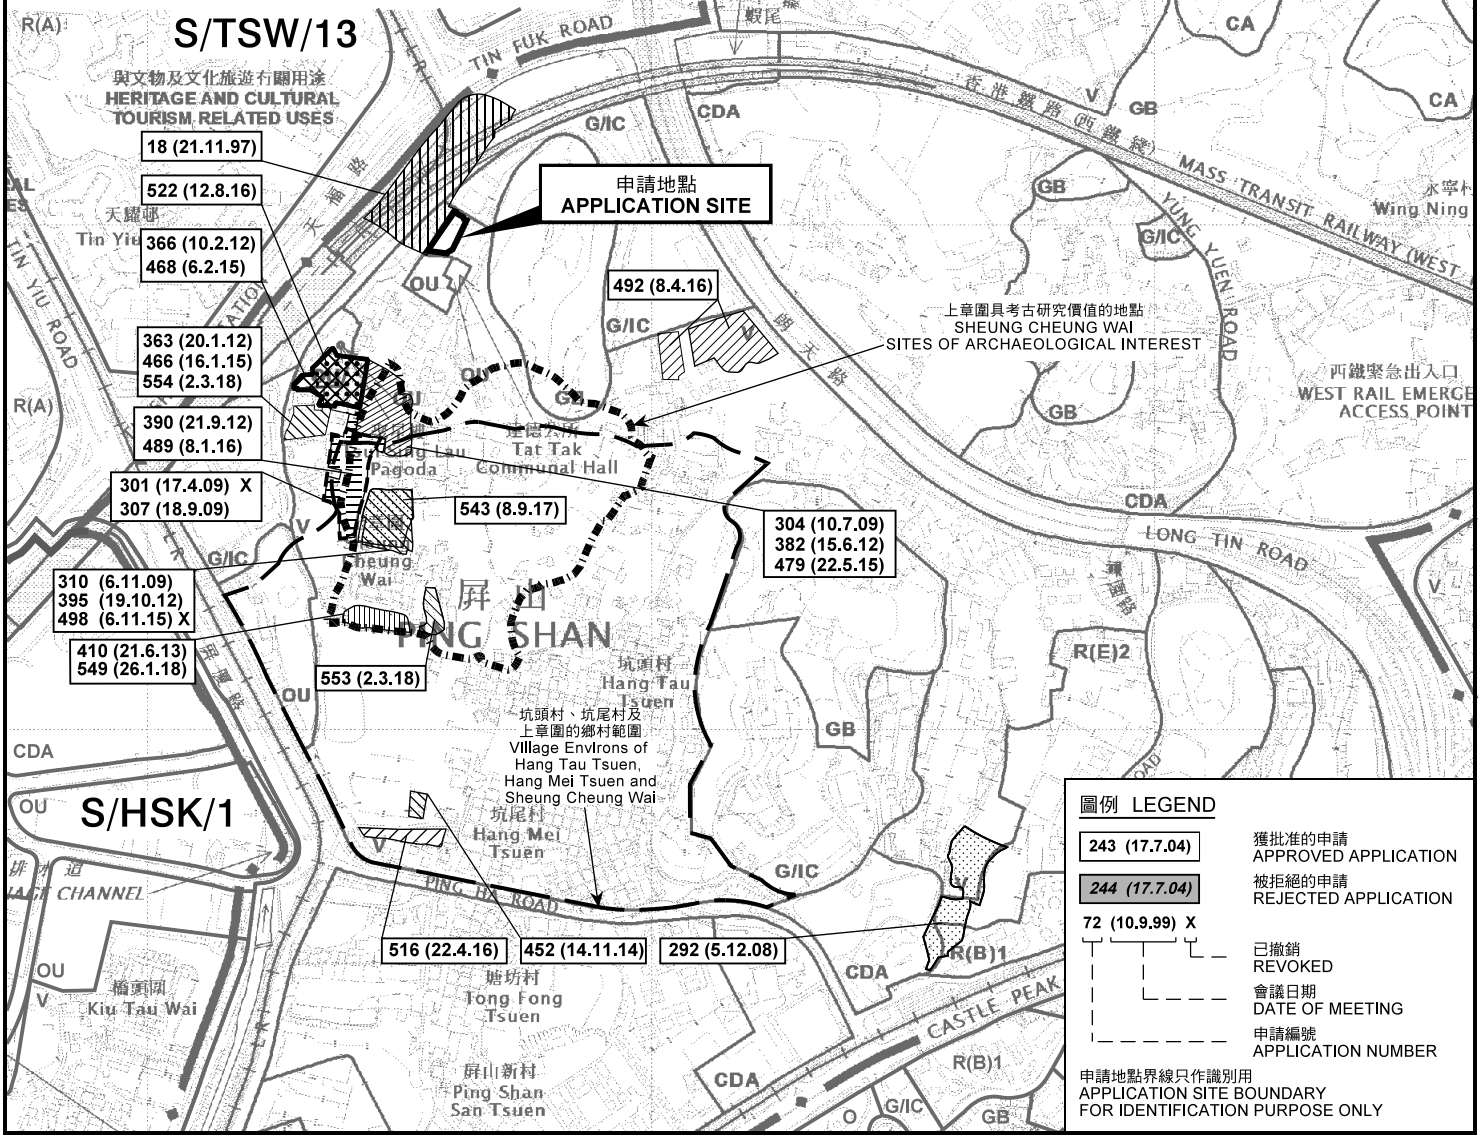 R(A)
S/TSW/13
與文物及文化旅遊有關用途
HERITAGE AND CULTURAL
TOURISM RELATED USES
TIN FUK ROAD
蝦尾
CA
CA
V
GB
CDA
G/IC
香港鐵路(西鐵綫)
MASS TRANSIT RAILWAY (WEST
18 (21.11.97)
522 (12.8.16)
366 (10.2.12)
468 (6.2.15)
天耀邨
Tin Yiu
天福路
申請地點
APPLICATION SITE
GB
G/IC
YUNG YUEN ROAD
永寧村
Wing Ning
TIN YIU ROAD
OU
492 (8.4.16)
G/IC
V
朗天路
上章圍具考古研究價值的地點
SHEUNG CHEUNG WAI
SITES OF ARCHAEOLOGICAL INTEREST
363 (20.1.12)
466 (16.1.15)
554 (2.3.18)
R(A)
OU
OU
GB
GB
西鐵緊急出入口
WEST RAIL EMERGE
ACCESS POINT
390 (21.9.12)
489 (8.1.16)
Pagoda
達德公所
Tat Tak
Communal Hall
301 (17.4.09) X
307 (18.9.09)
543 (8.9.17)
304 (10.7.09)
382 (15.6.12)
479 (22.5.15)
CDA
LONG TIN ROAD
V
G/IC
Wai
V
310 (6.11.09)
395 (19.10.12)
498 (6.11.15) X
410 (21.6.13)
549 (26.1.18)
屏山
PING SHAN
553 (2.3.18)
坑頭村
Hang Tau
Tsuen
R(E)2
OU
坑頭村、坑尾村及
上章圍的鄉村範圍
Village Environs of
Hang Tau Tsuen,
Hang Mei Tsuen and
Sheung Cheung Wai
GB
CDA
OU
S/HSK/1
V
坑尾村
Hang Mei
Tsuen
G/IC
V
PING HA ROAD
516 (22.4.16)
452 (14.11.14)
292 (5.12.08)
R(B)1
CDA
CASTLE PEAK
OU
V
橋頭圍
Kiu Tau Wai
塘坊村
Tong Fong
Tsuen
屏山新村
Ping Shan
San Tsuen
CDA
R(B)1
O
G/IC
GB
圖例 LEGEND
243 (17.7.04)
獲批准的申請
APPROVED APPLICATION
244 (17.7.04)
被拒絕的申請
REJECTED APPLICATION
72 (10.9.99) X
已撤銷
REVOKED
會議日期
DATE OF MEETING
申請編號
APPLICATION NUMBER
申請地點界線只作識別用
APPLICATION SITE BOUNDARY
FOR IDENTIFICATION PURPOSE ONLY